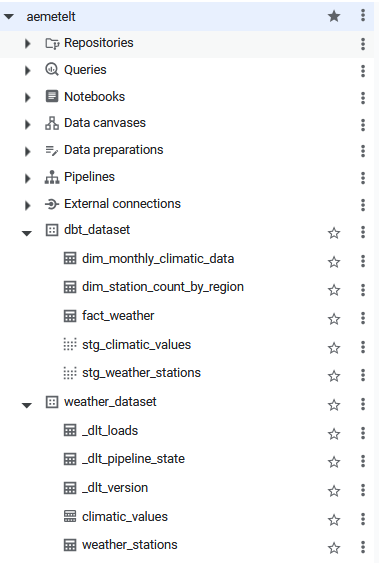 aemetelt
Repositories
Queries
Notebooks
Data canvases
Data preparations
Pipelines
External connections
dbt_dataset
dim_monthly_climatic_data
dim_station_count_by_region
fact_weather
stg_climatic_values
stg_weather_stations
weather_dataset
_dlt_loads
_dlt_pipeline_state
_dlt_version
climatic_values
weather_stations